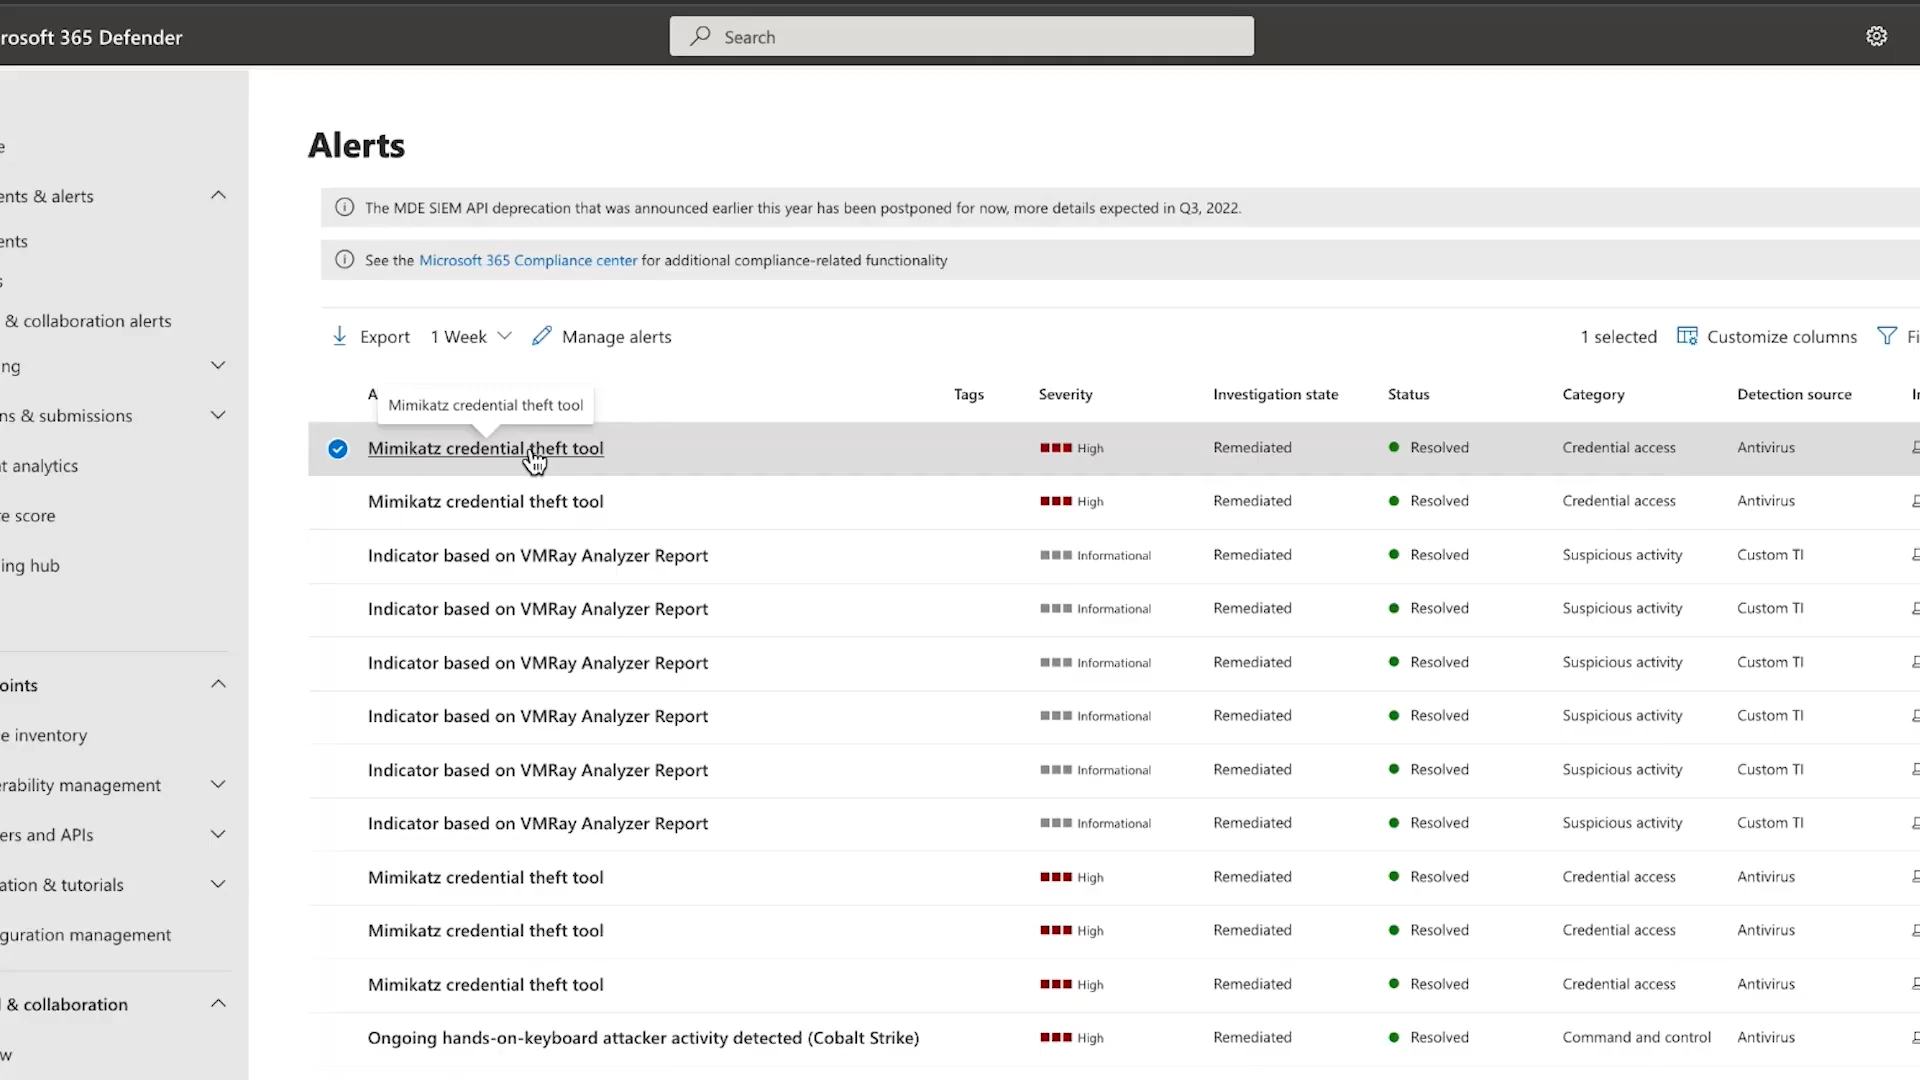 rosoft 365 Defender
Search
e
ents & alerts
ents
s
& collaboration alerts
ng
ns & submissions
t analytics
e score
ing hub
oints
e inventory
erability management
ers and APIs
ation & tutorials
guration management
l & collaboration
w
Alerts
The MDE SIEM API deprecation that was announced earlier this year has been postponed for now, more details expected in Q3, 2022.
See the Microsoft 365 Compliance center for additional compliance-related functionality
Export 1 Week Manage alerts 1 selected Customize columns Fi
A Tags Severity Investigation state Status Category Detection source I
Mimikatz credential theft tool
Mimikatz credential theft tool High Remediated Resolved Credential access Antivirus
Mimikatz credential theft tool High Remediated Resolved Credential access Antivirus
Indicator based on VMRay Analyzer Report Informational Remediated Resolved Suspicious activity Custom TI
Indicator based on VMRay Analyzer Report Informational Remediated Resolved Suspicious activity Custom TI
Indicator based on VMRay Analyzer Report Informational Remediated Resolved Suspicious activity Custom TI
Indicator based on VMRay Analyzer Report Informational Remediated Resolved Suspicious activity Custom TI
Indicator based on VMRay Analyzer Report Informational Remediated Resolved Suspicious activity Custom TI
Indicator based on VMRay Analyzer Report Informational Remediated Resolved Suspicious activity Custom TI
Mimikatz credential theft tool High Remediated Resolved Credential access Antivirus
Mimikatz credential theft tool High Remediated Resolved Credential access Antivirus
Mimikatz credential theft tool High Remediated Resolved Credential access Antivirus
Ongoing hands-on-keyboard attacker activity detected (Cobalt Strike) High Remediated Resolved Command and control Antivirus